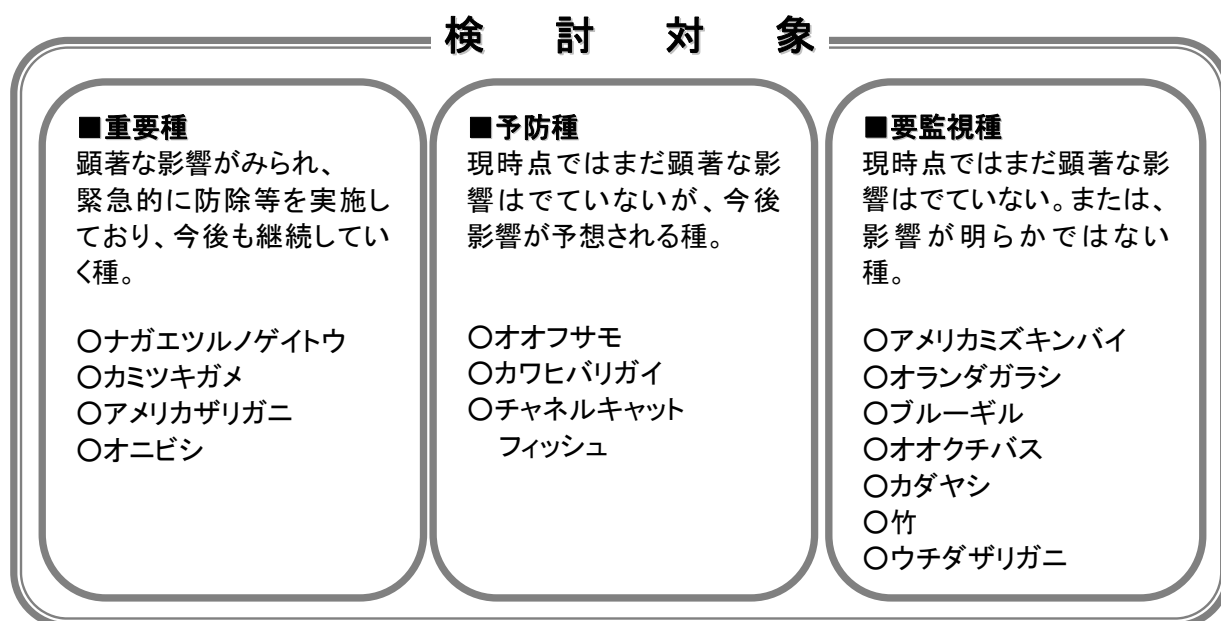 検討対象
■重要種
顕著な影響がみられ、
緊急的に防除等を実施し
ており、今後も継続してい
く種。
○ナガエツルノゲイトウ
○カミツキガメ
○アメリカザリガニ
○オニビシ
■予防種
現時点ではまだ顕著な影
響はでていないが、今後
影響が予想される種。
○オオフサモ
○カワヒバリガイ
○チャネルキャット
フィッシュ
■要監視種
現時点ではまだ顕著な影
響はでていない。または、
影響が明らかではない
種。
○アメリカミズキンバイ
○オランダガラシ
○ブルーギル
○オオクチバス
○カダヤシ
○竹
○ウチダザリガニ